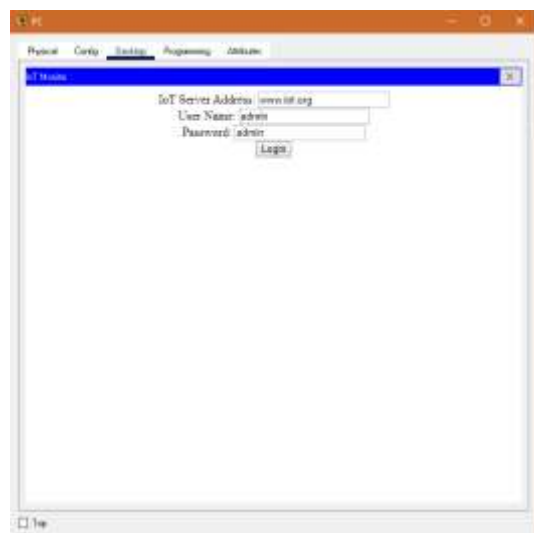 PC
Physical Config Desktop Programming Attributes
IoT Monitor X
IoT Server Address: www.iot.org
User Name: admin
Password: admin
Login
Top